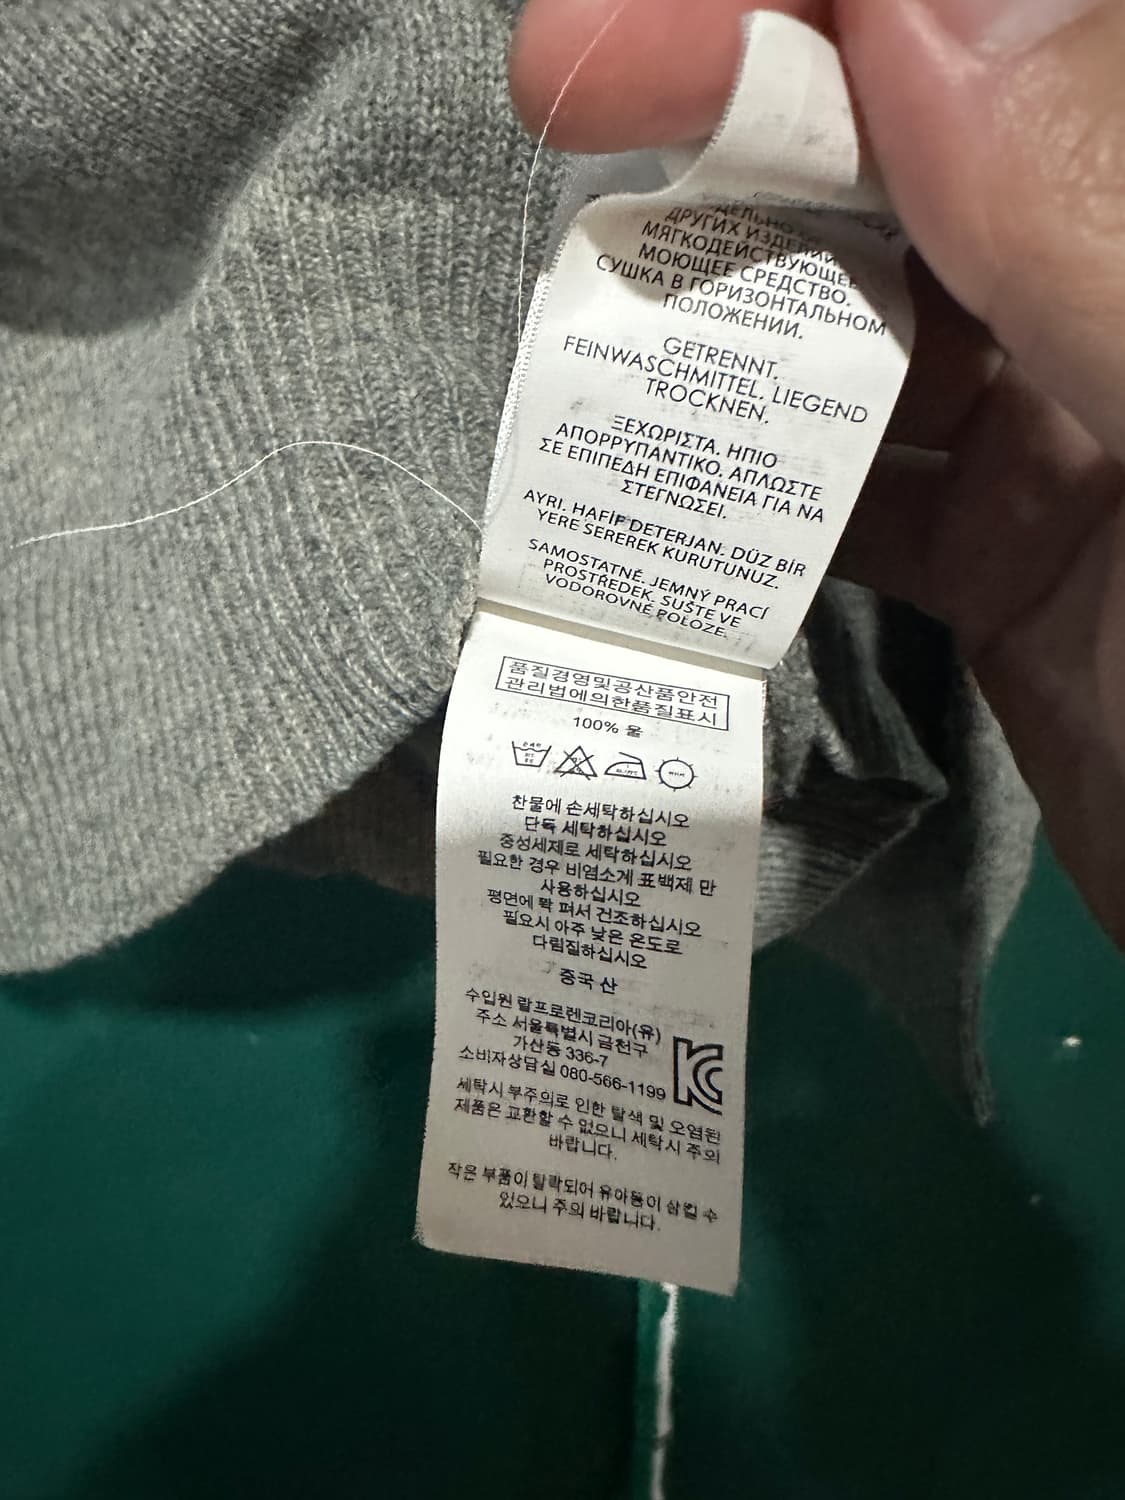 ДРУГИХ ИЗДЕЛИЙ
МЯГКОДЕЙСТВУЮЩЕЕ
МОЮЩЕЕ СРЕДСТВО.
СУШКА В ГОРИЗОНТАЛЬНОМ
ПОЛОЖЕНИИ.
GETRENNT.
FEINWASCHMITTEL. LIEGEND
TROCKNEN.
ΞΕΧΩΡΙΣΤΑ. ΗΠΙΟ
ΑΠΟΡΡΥΠΑΝΤΙΚΟ. ΑΠΛΩΣΤΕ
ΣΕ ΕΠΙΠΕΔΗ ΕΠΙΦΑΝΕΙΑ ΓΙΑ ΝΑ
ΣΤΕΓΝΩΣΕΙ.
AYRI. HAFİF DETERJAN. DÜZ BİR
YERE SEREREK KURUTUNUZ.
SAMOSTATNĚ. JEMNÝ PRACÍ
PROSTŘEDEK. SUŠTE VE
VODOROVNÉ POLOZE.
품질경영및공산품안전
관리법에의한품질표시
100% 울
찬물에 손세탁하십시오
단독 세탁하십시오
중성세제로 세탁하십시오
필요한 경우 비염소계 표백제 만
사용하십시오
평면에 쫙 펴서 건조하십시오
필요시 아주 낮은 온도로
다림질하십시오
중국 산
수입원 랄프로렌코리아(유)
주소 서울특별시 금천구
가산동 336-7
소비자상담실 080-566-1199
KC
세탁시 부주의로 인한 탈색 및 오염된
제품은 교환할 수 없으니 세탁시 주의
바랍니다.
작은 부품이 탈락되어 유아동이 삼킬 수
있으니 주의 바랍니다.